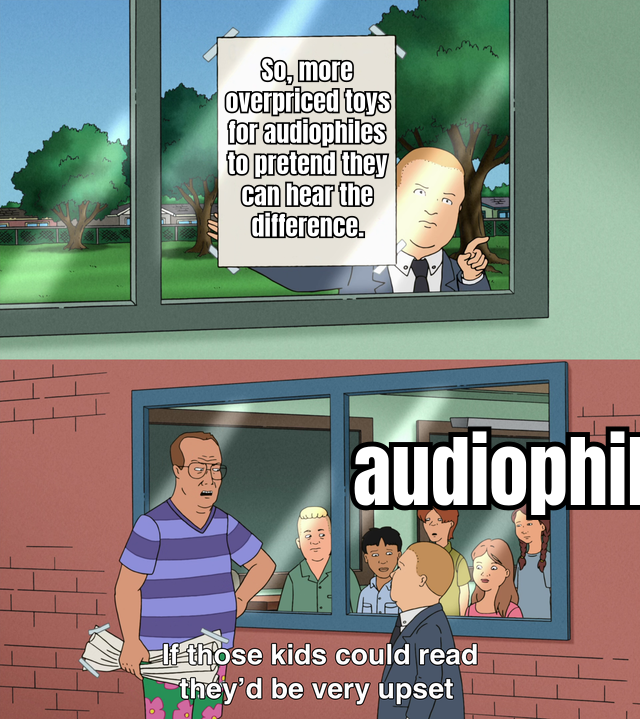 So, more
overpriced toys
for audiophiles
to pretend they
can hear the
difference.
audiophil
If those kids could read
they'd be very upset